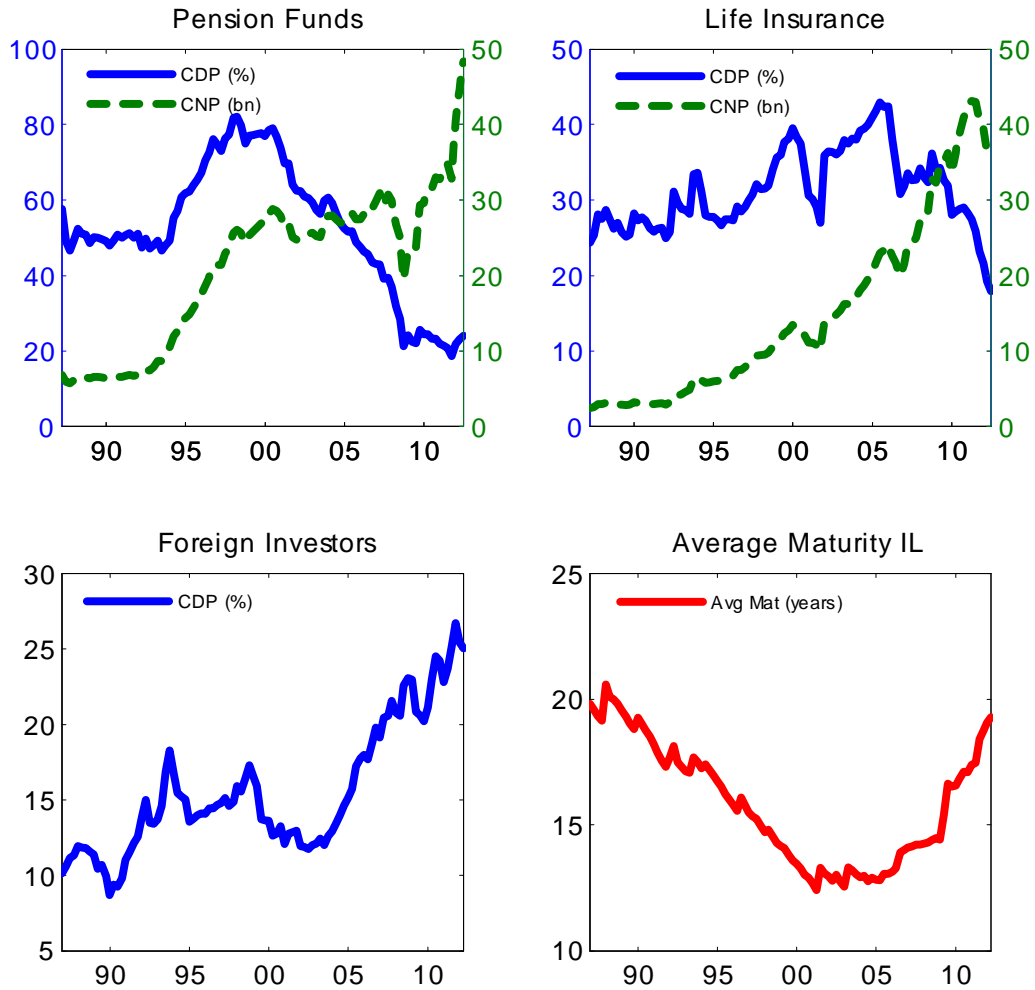 Pension Funds
100
80
60
40
20
0
CDP (%)
CNP (bn)
50
40
30
20
10
0
90 95 00 05 10
Life Insurance
50
40
30
20
10
0
CDP (%)
CNP (bn)
50
40
30
20
10
0
90 95 00 05 10
Foreign Investors
30
25
20
15
10
5
CDP (%)
90 95 00 05 10
Average Maturity IL
25
20
15
10
Avg Mat (years)
90 95 00 05 10